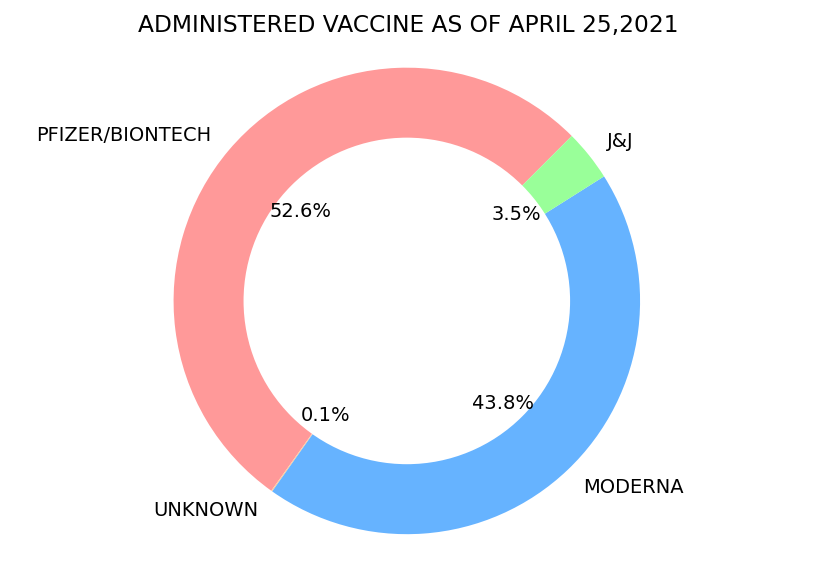 ADMINISTERED VACCINE AS OF APRIL 25,2021
PFIZER/BIONTECH
J&J
52.6%
3.5%
0.1%
43.8%
UNKNOWN
MODERNA